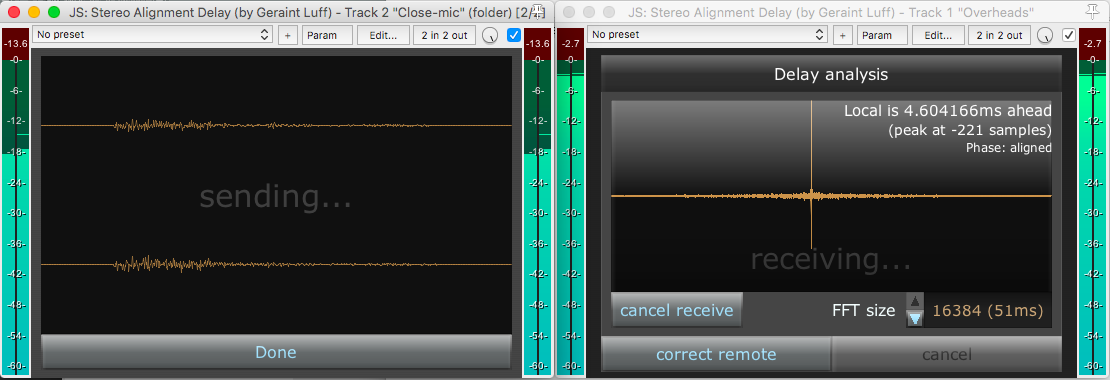 JS: Stereo Alignment Delay (by Geraint Luff) - Track 2 "Close-mic" (folder) [2/2]
-13.6
No preset
+
Param
Edit...
2 in 2 out
-13.6
-0-
-6-
-12-
-18-
-24-
-30-
-36-
-42-
-48-
-54-
-60-
sending...
Done
-0-
-6-
-12-
-18-
-24-
-30-
-36-
-42-
-48-
-54-
-60-
JS: Stereo Alignment Delay (by Geraint Luff) - Track 1 "Overheads"
-2.7
No preset
+
Param
Edit...
2 in 2 out
-2.7
-0-
-6-
-12-
-18-
-24-
-30-
-36-
-42-
-48-
-54-
-60-
Delay analysis
Local is 4.604166ms ahead
(peak at -221 samples)
Phase: aligned
receiving...
cancel receive
FFT size
16384 (51ms)
correct remote
cancel
-0-
-6-
-12-
-18-
-24-
-30-
-36-
-42-
-48-
-54-
-60-